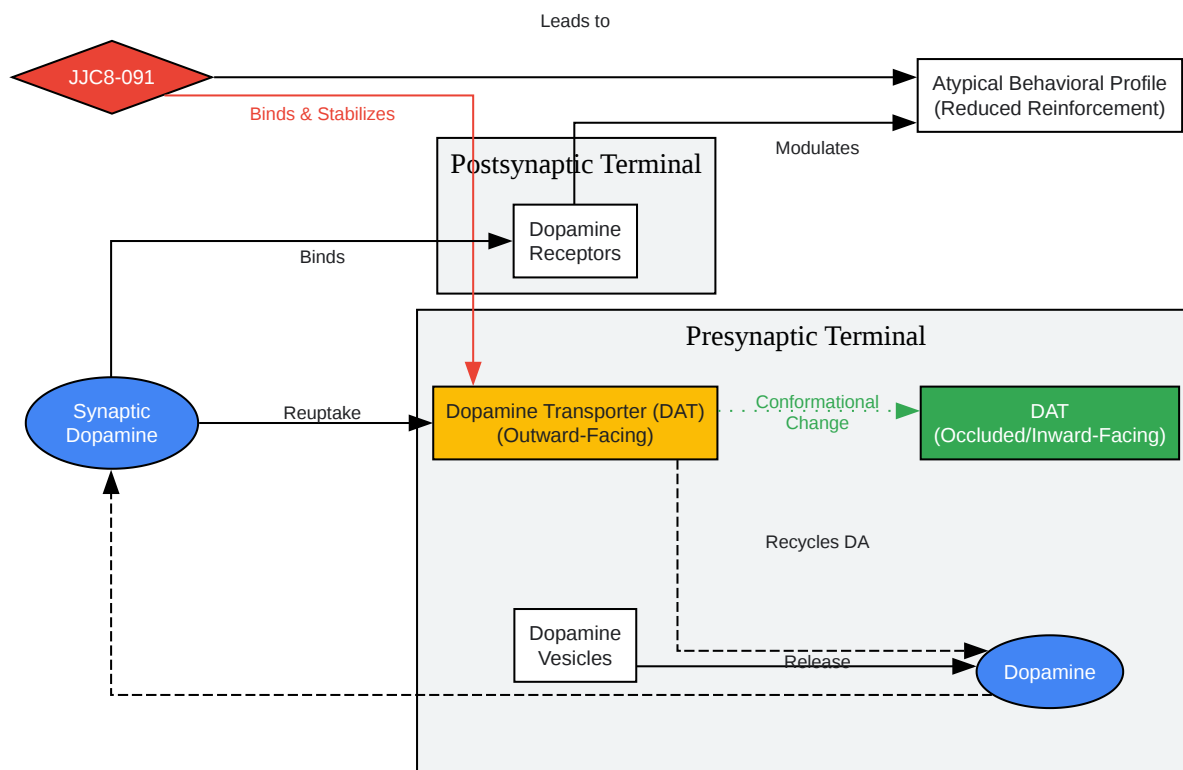 Leads to
JJC8-091
Atypical Behavioral Profile
(Reduced Reinforcement)
Binds & Stabilizes
Modulates
Postsynaptic Terminal
Dopamine
Receptors
Binds
Presynaptic Terminal
Synaptic
Dopamine
Reuptake
Dopamine Transporter (DAT)
(Outward-Facing)
Conformational
Change
DAT
(Occluded/Inward-Facing)
Recycles DA
Dopamine
Vesicles
Release
Dopamine